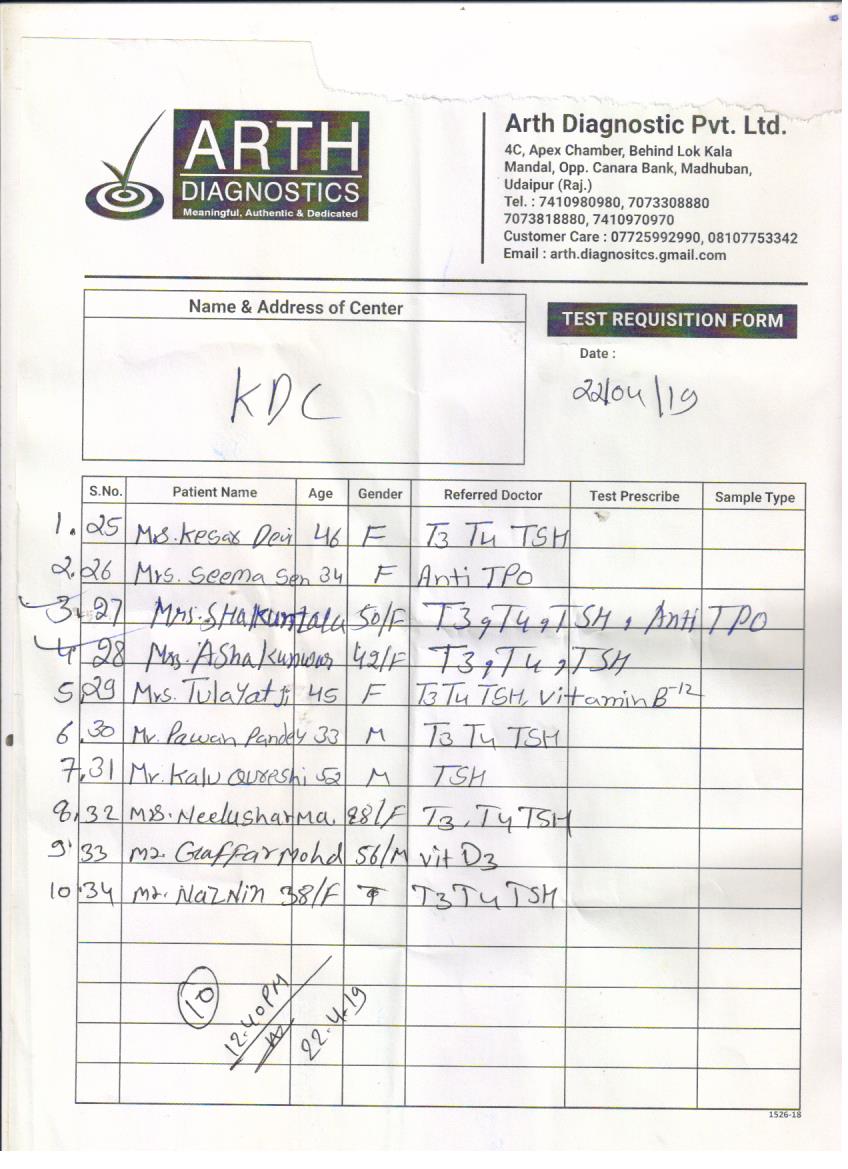 ARTH
DIAGNOSTICS
Meaningful, Authentic & Dedicated
Arth Diagnostic Pvt. Ltd.
4C, Apex Chamber, Behind Lok Kala
Mandal, Opp. Canara Bank, Madhuban,
Udaipur (Raj.)
Tel. : 7410980980, 7073308880
7073818880, 7410970970
Customer Care : 07725992990, 08107753342
Email : arth.diagnositcs.gmail.com
Name & Address of Center
KDC
TEST REQUISITION FORM
Date :
22/04/19
S.No. Patient Name Age Gender Referred Doctor Test Prescribe Sample Type
1. 25 Mrs. Kesar Devi 46 F T3 T4 TSH
2. 26 Mrs. Seema Sen 34 F Anti TPO
3. 27 Mrs. SHakuntala 50/F T3, T4, TSH, Anti TPO
4. 28 Mrs. AShakunwar 42/F T3, T4, TSH
5. 29 Mrs. Tulayatji 45 F T3 T4 TSH, Vitamin B-12
6. 30 Mr. Pawan Pandey 33 M T3 T4 TSH
7. 31 Mr. Kalu Qureshi 52 M TSH
8. 32 Mrs. Neelusharma. /F T3, T4 TSH
9. 33 Mr. Gaffar Mohd 56/M vit D3
10. 34 Mr. NazNin 38/F T3 T4 TSH
10
12.40PM
22.4.19
1526-18